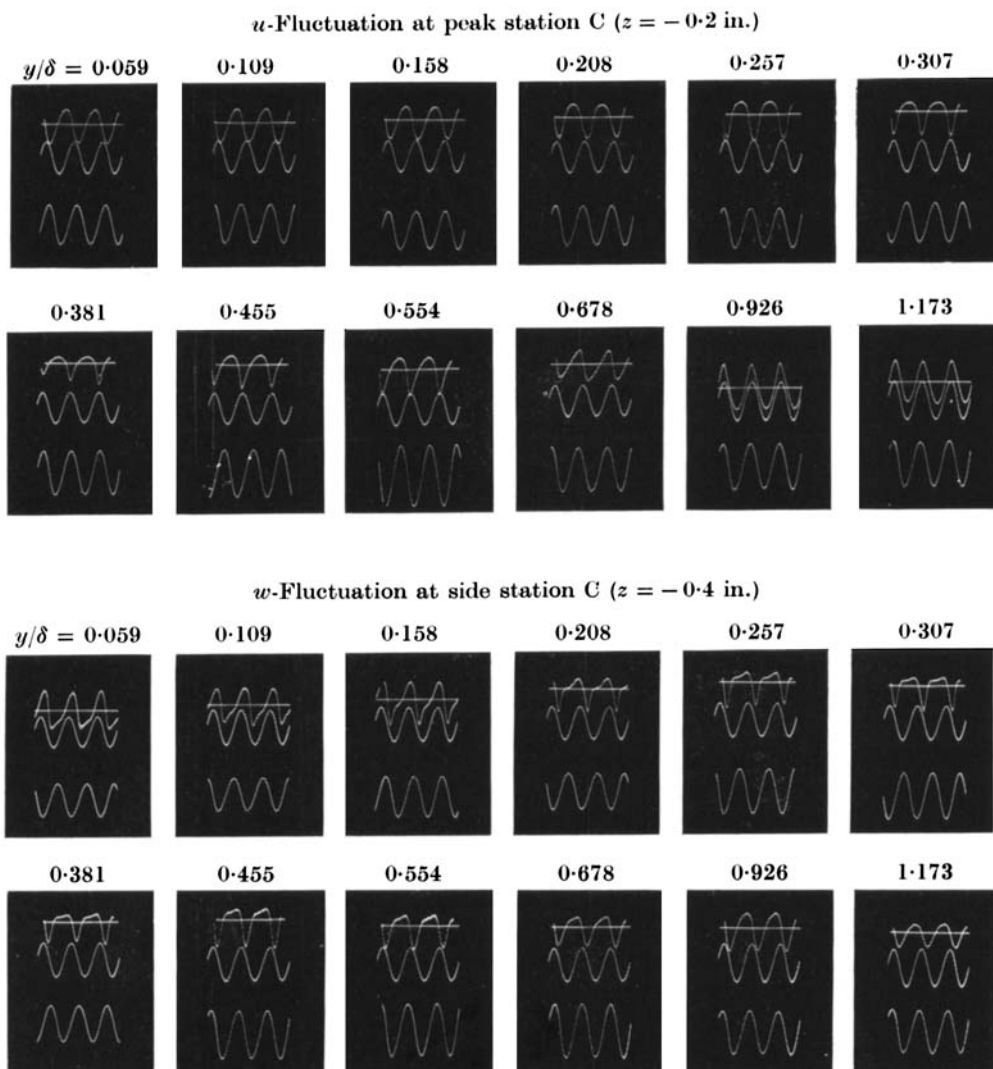 u-Fluctuation at peak station C (z = − 0·2 in.)
y/δ = 0·059 0·109 0·158 0·208 0·257 0·307
0·381 0·455 0·554 0·678 0·926 1·173
w-Fluctuation at side station C (z = − 0·4 in.)
y/δ = 0·059 0·109 0·158 0·208 0·257 0·307
0·381 0·455 0·554 0·678 0·926 1·173